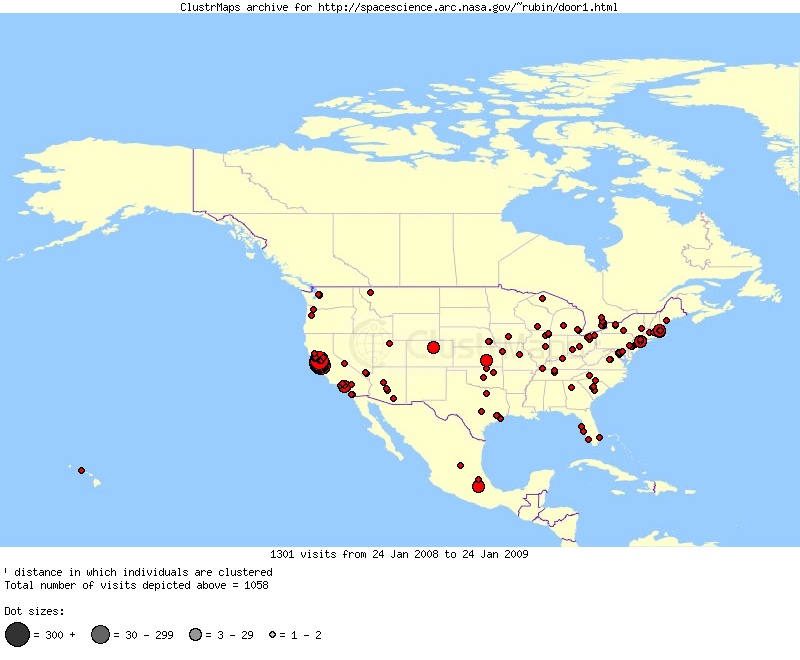 ClustrMaps archive for http://spacescience.arc.nasa.gov/~rubin/door1.html
ClustrMaps
1301 visits from 24 Jan 2008 to 24 Jan 2009
distance in which individuals are clustered
Total number of visits depicted above = 1058
Dot sizes:
= 300 + = 30 - 299 = 3 - 29 = 1 - 2